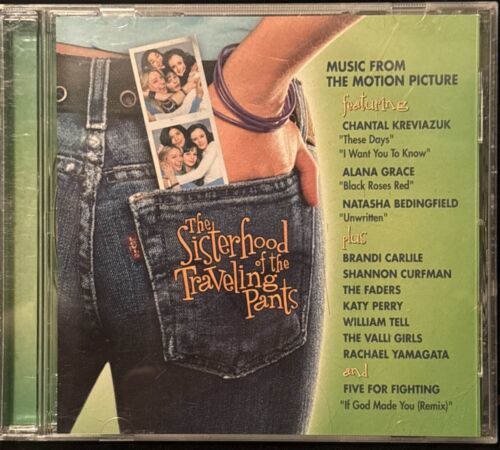 MUSIC FROM
THE MOTION PICTURE
featuring
CHANTAL KREVIAZUK
"These Days"
"I Want You To Know"
ALANA GRACE
"Black Roses Red"
NATASHA BEDINGFIELD
"Unwritten"
plus
BRANDI CARLILE
SHANNON CURFMAN
THE FADERS
KATY PERRY
WILLIAM TELL
THE VALLI GIRLS
RACHAEL YAMAGATA
and
FIVE FOR FIGHTING
"If God Made You (Remix)"
The
Sisterhood
of the
Traveling
Pants